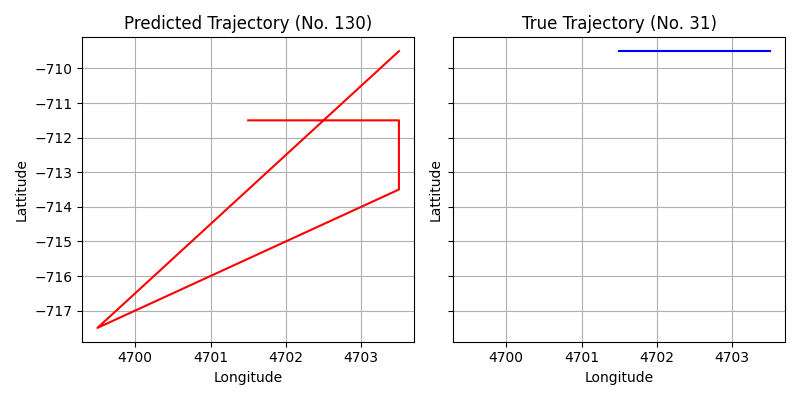 Predicted Trajectory (No. 130)
True Trajectory (No. 31)
−710
−711
−712
−713
−714
−715
−716
−717
Lattitude
Lattitude
4700
4701
4702
4703
4700
4701
4702
4703
Longitude
Longitude